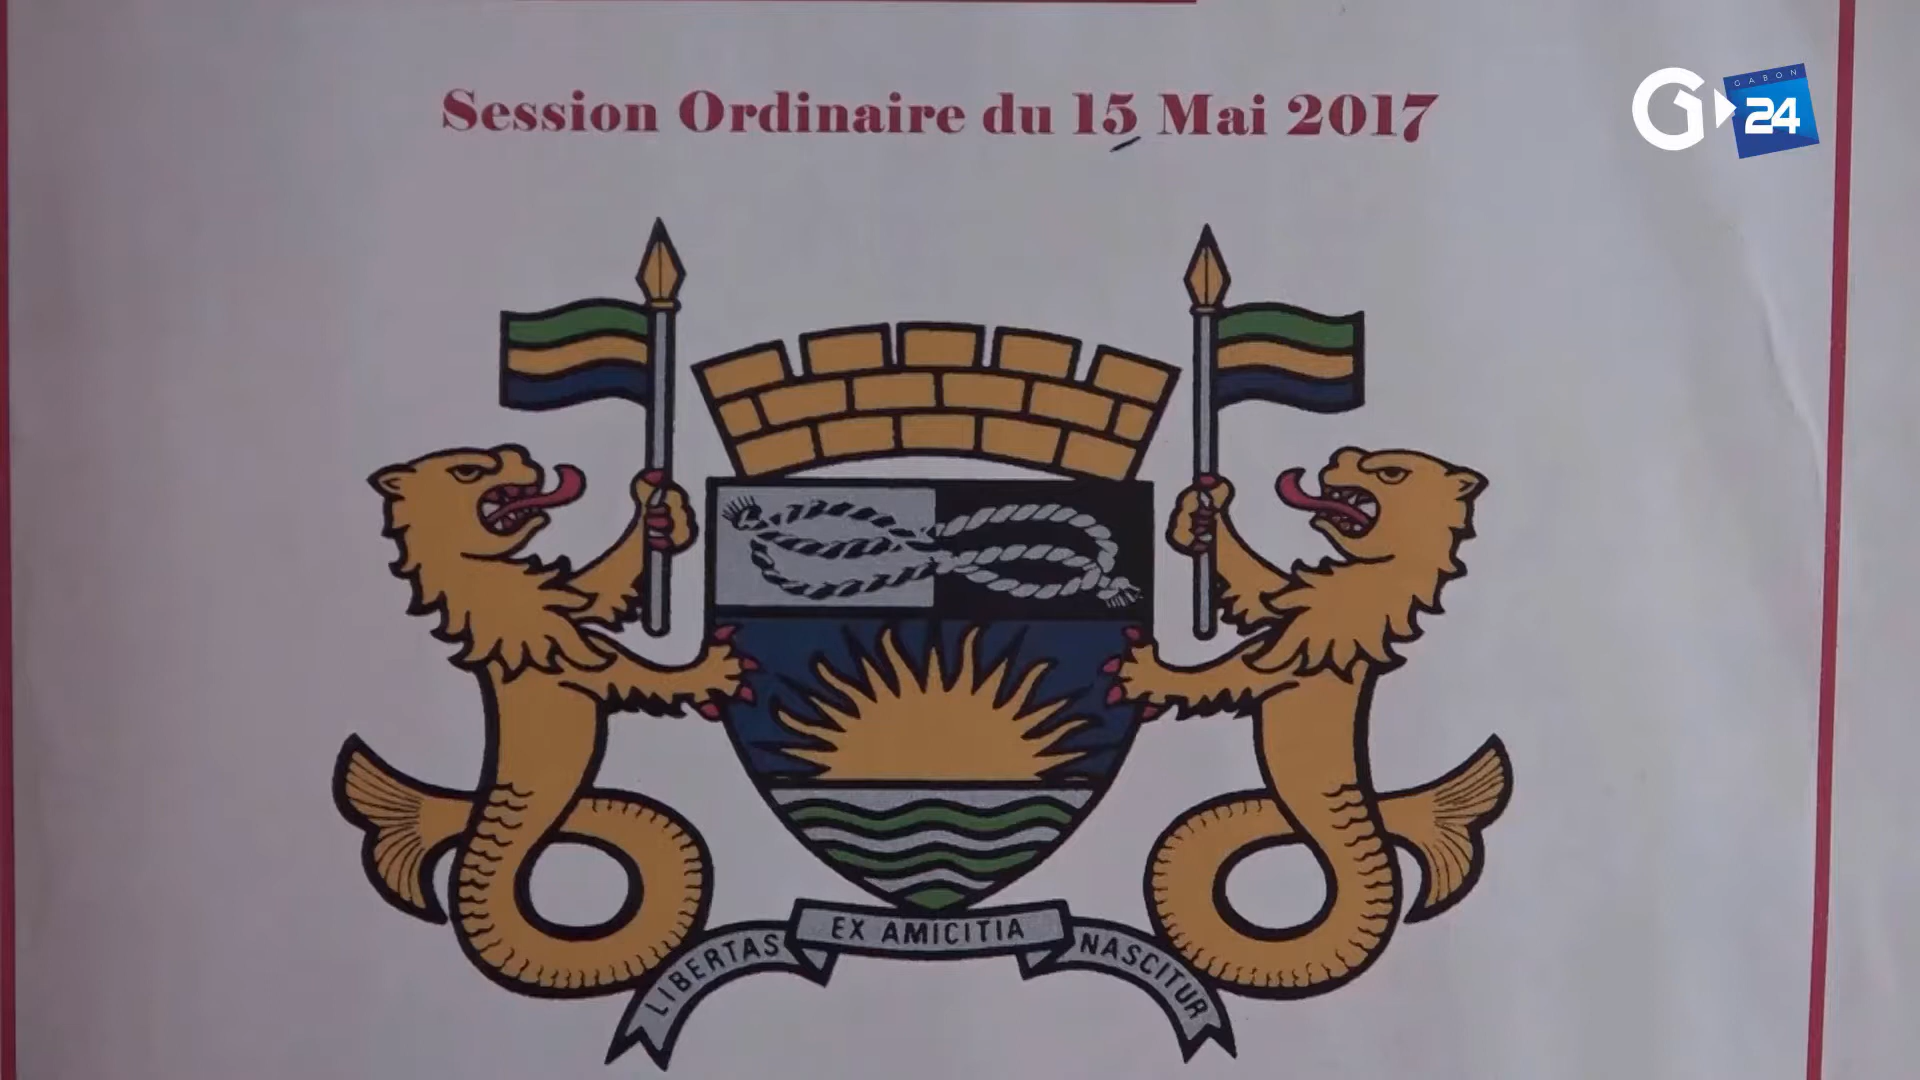 Session Ordinaire du 15 Mai 2017
GABON
G 24
LIBERTAS EX AMICITIA NASCITUR